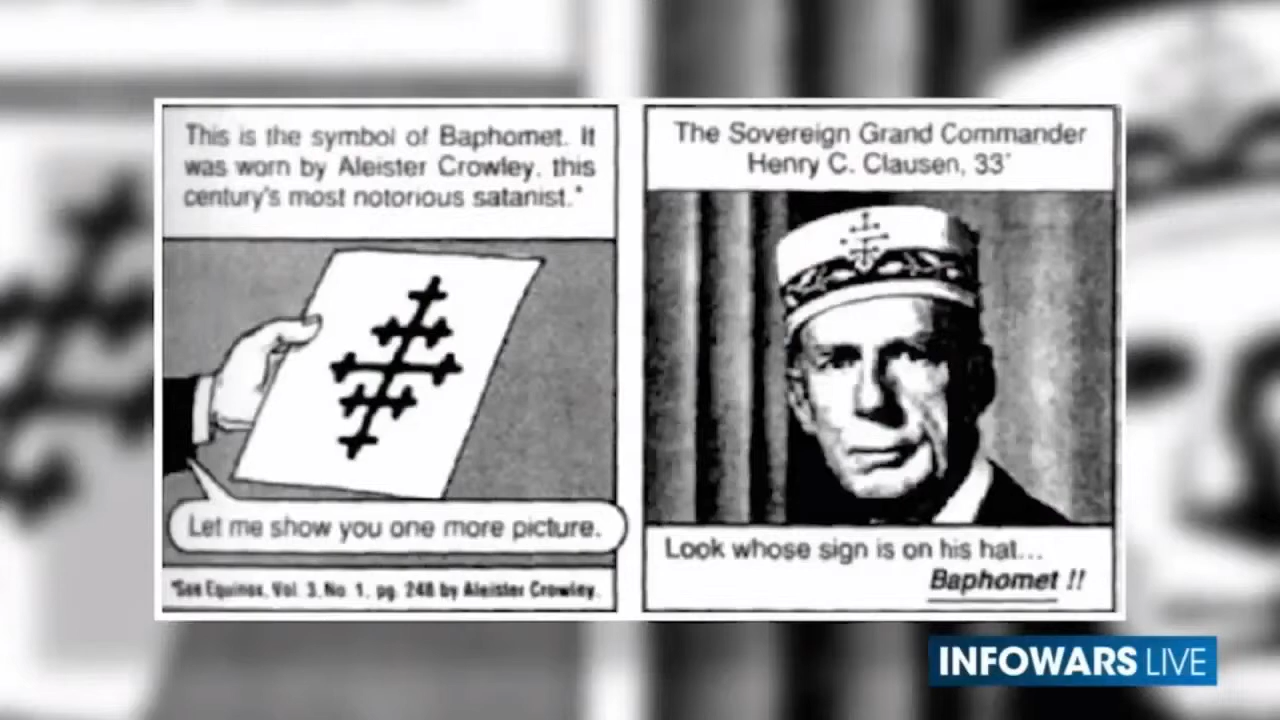 This is the symbol of Baphomet. It
was worn by Aleister Crowley, this
century's most notorious satanist.*
Let me show you one more picture.
*See Equinox, Vol. 3, No. 1, pg. 248 by Aleister Crowley.
The Sovereign Grand Commander
Henry C. Clausen, 33°
Look whose sign is on his hat...
Baphomet !!
INFOWARS LIVE